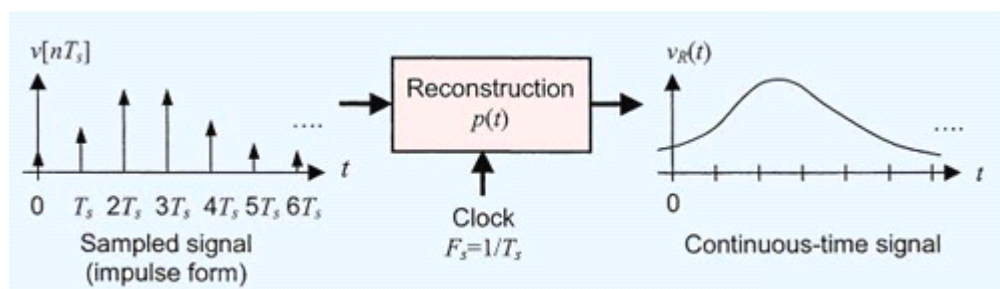 v[nTₛ]
t
0 Tₛ 2Tₛ 3Tₛ 4Tₛ 5Tₛ 6Tₛ
....
Sampled signal
(impulse form)
Reconstruction
p(t)
Clock
Fₛ=1/Tₛ
v_R(t)
....
t
0
Continuous-time signal